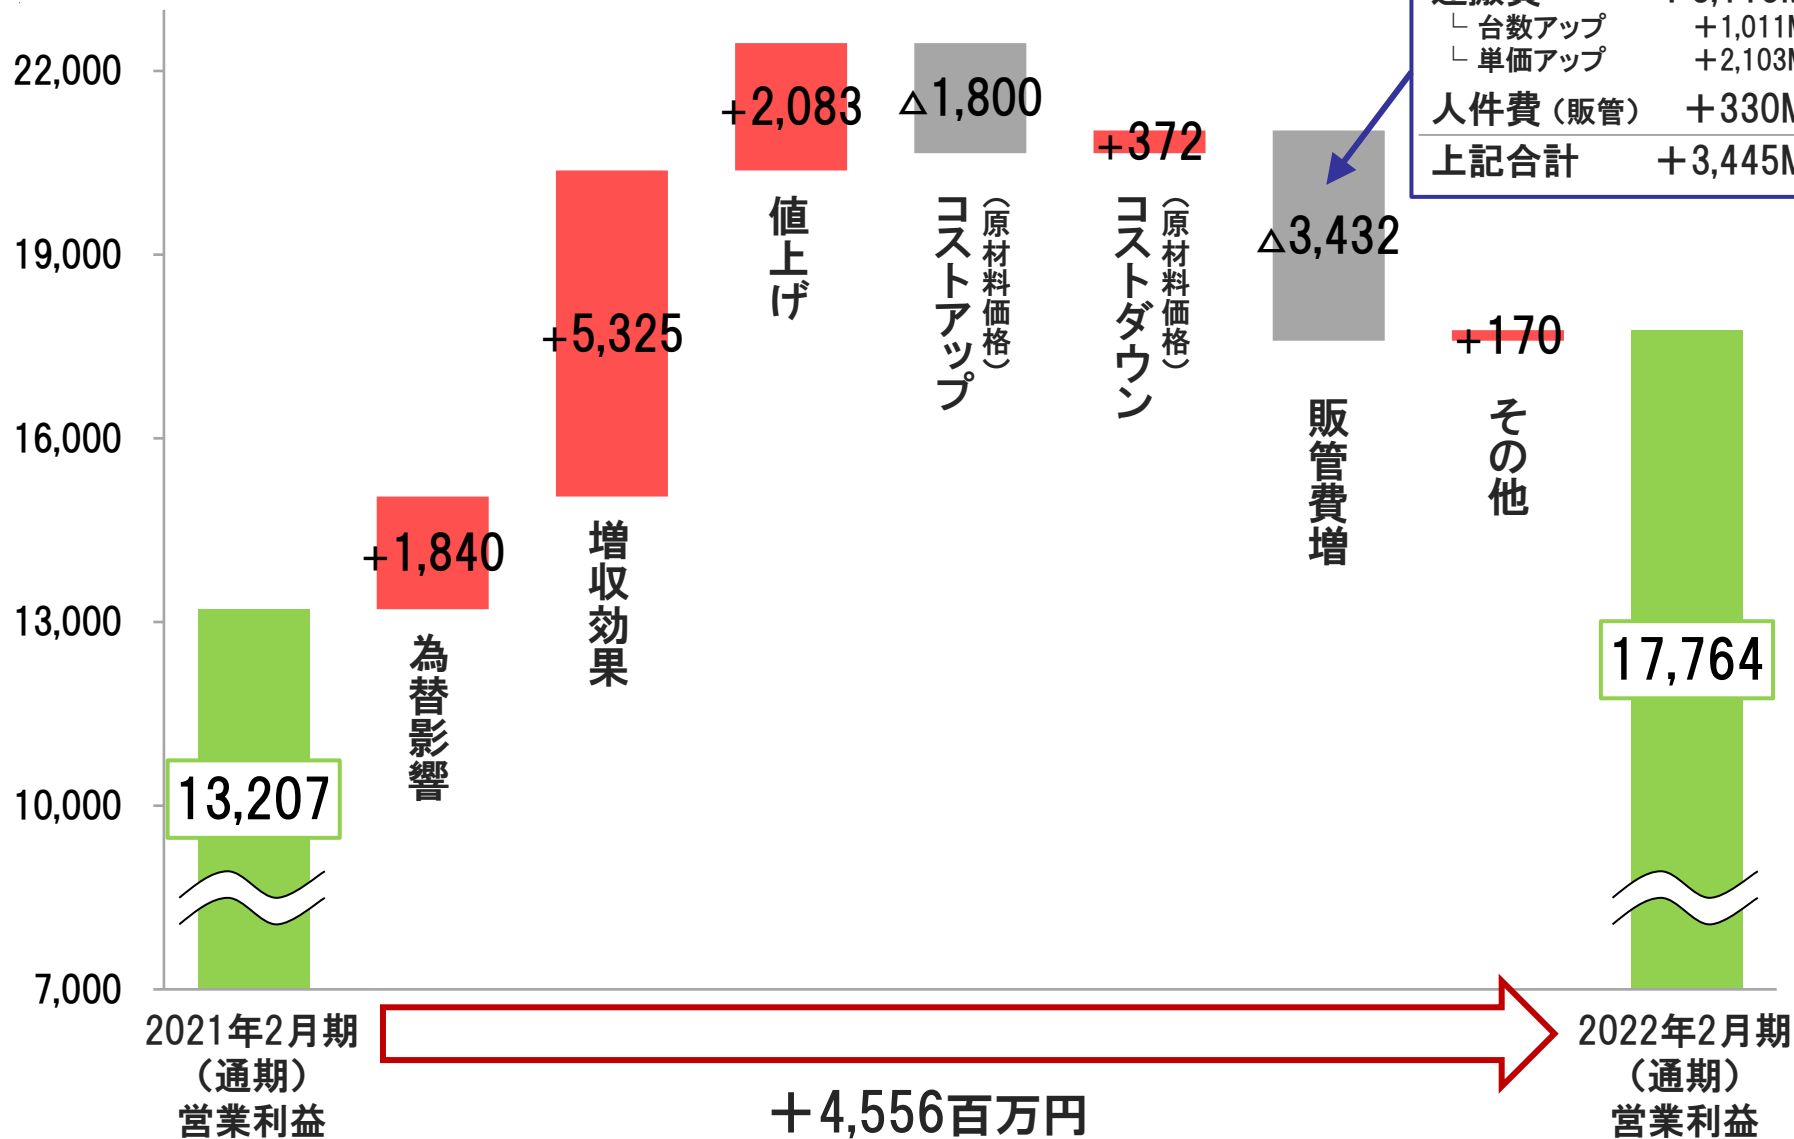 22,000
19,000
16,000
13,000
10,000
7,000
13,207
+1,840
為替影響
+5,325
増収効果
+2,083
値上げ
△1,800
コストアップ
（原材料価格）
+372
コストダウン
（原材料価格）
△3,432
販管費増
+170
その他
17,764
└ 台数アップ +1,011M
└ 単価アップ +2,103M
人件費（販管） +330M
上記合計 +3,445M
2021年2月期
（通期）
営業利益
+4,556百万円
2022年2月期
（通期）
営業利益